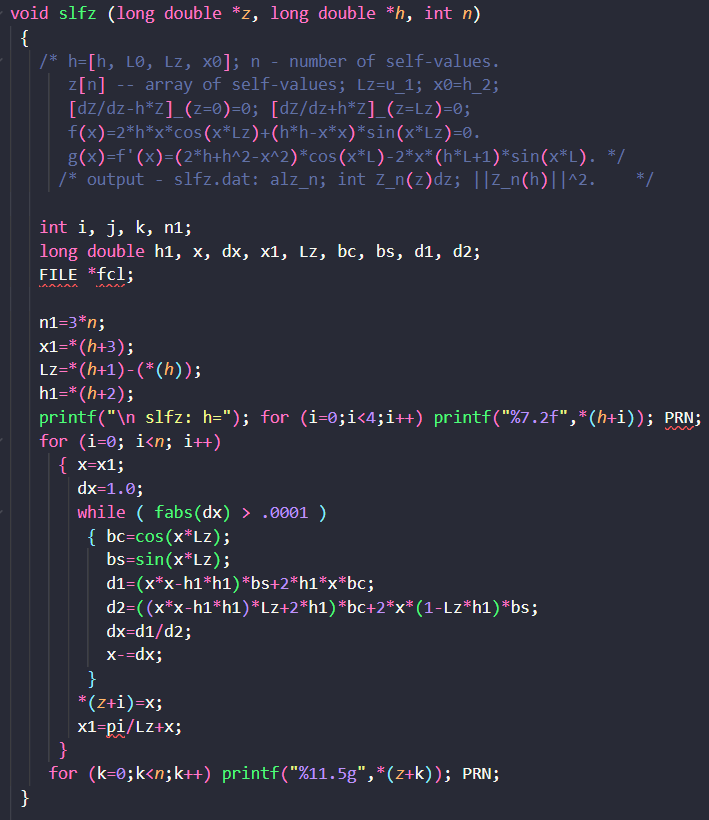 void slfz (long double *z, long double *h, int n)
{
/* h=[h, L0, Lz, x0]; n - number of self-values.
z[n] -- array of self-values; Lz=u_1; x0=h_2;
[dZ/dz-h*Z]_(z=0)=0; [dZ/dz+h*Z]_(z=Lz)=0;
f(x)=2*h*x*cos(x*Lz)+(h*h-x*x)*sin(x*Lz)=0.
g(x)=f'(x)=(2*h+h^2-x^2)*cos(x*L)-2*x*(h*L+1)*sin(x*L). */
/* output - slfz.dat: alz_n; int Z_n(z)dz; ||Z_n(h)||^2. */
int i, j, k, n1;
long double h1, x, dx, x1, Lz, bc, bs, d1, d2;
FILE *fcl;
n1=3*n;
x1=*(h+3);
Lz=*(h+1)-(*(h));
h1=*(h+2);
printf("\n slfz: h="); for (i=0;i<4;i++) printf("%7.2f",*(h+i)); PRN;
for (i=0; i<n; i++)
{ x=x1;
dx=1.0;
while ( fabs(dx) > .0001 )
{ bc=cos(x*Lz);
bs=sin(x*Lz);
d1=(x*x-h1*h1)*bs+2*h1*x*bc;
d2=((x*x-h1*h1)*Lz+2*h1)*bc+2*x*(1-Lz*h1)*bs;
dx=d1/d2;
x-=dx;
}
*(z+i)=x;
x1=pi/Lz+x;
}
for (k=0;k<n;k++) printf("%11.5g",*(z+k)); PRN;
}